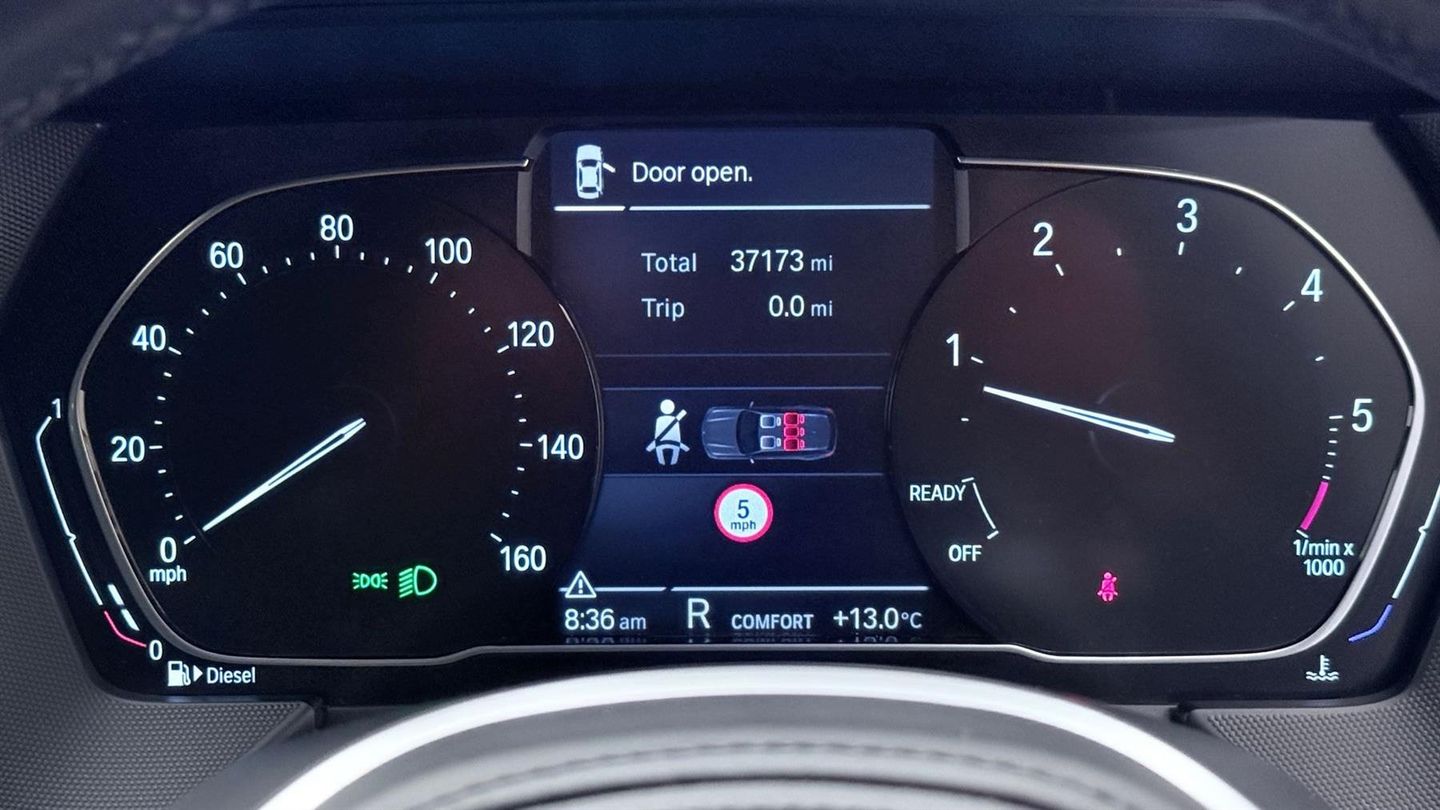 Door open.
Total 37173 mi
Trip 0.0 mi
5
mph
8:36 am R COMFORT +13.0°C
0
20
40
60
80
100
120
140
160
mph
1
0
Diesel
1
2
3
4
5
1/min x
1000
READY
OFF